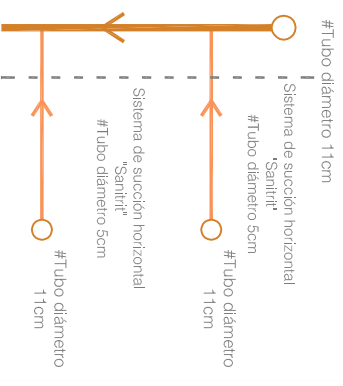 #Tubo diámetro 11cm
Sistema de succión horizontal
'Sanitrit'
#Tubo diámetro 5cm
#Tubo diámetro
11cm
Sistema de succión horizontal
"Sanitrit"
#Tubo diámetro 5cm
#Tubo diámetro
11cm